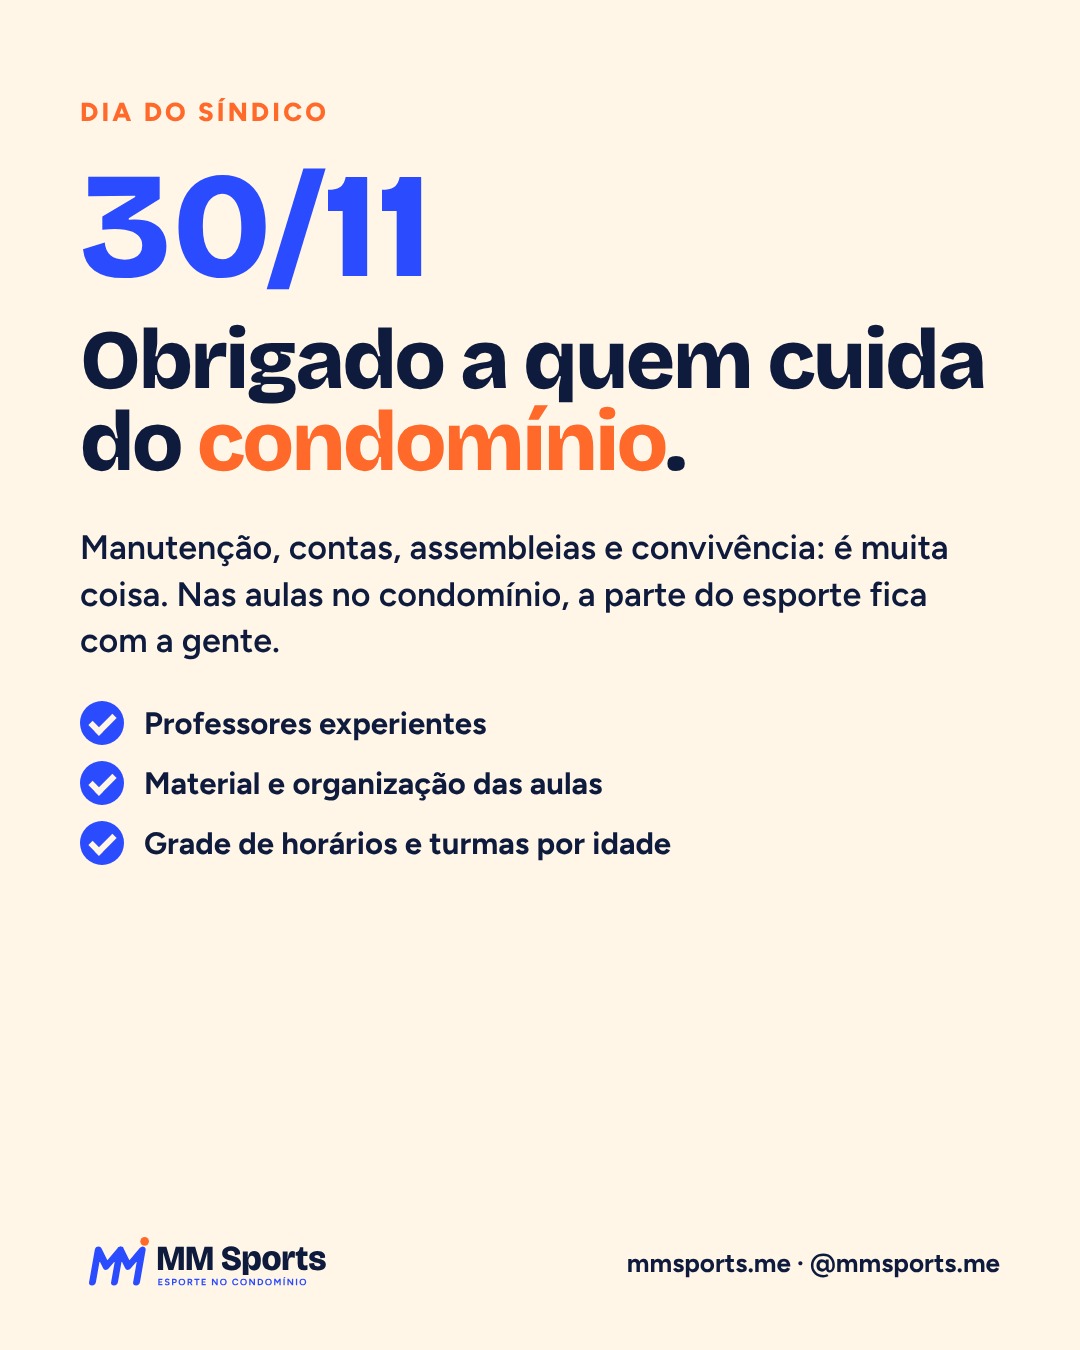 DIA DO SÍNDICO
30/11
Obrigado a quem cuida
do condomínio.
Manutenção, contas, assembleias e convivência: é muita
coisa. Nas aulas no condomínio, a parte do esporte fica
com a gente.
Professores experientes
Material e organização das aulas
Grade de horários e turmas por idade
MM Sports
ESPORTE NO CONDOMÍNIO
mmsports.me · @mmsports.me